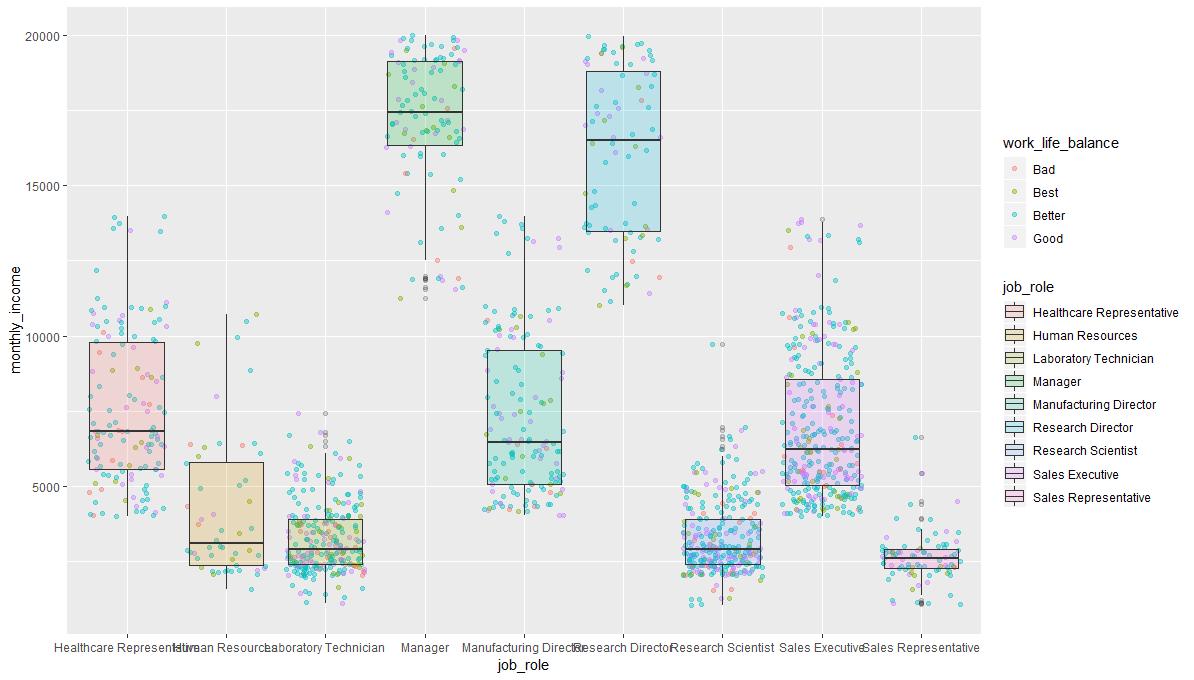 20000
15000
10000
5000
monthly_income
Healthcare Representative
Human Resources
Laboratory Technician
Manager
Manufacturing Director
Research Director
Research Scientist
Sales Executive
Sales Representative
job_role
work_life_balance
Bad
Best
Better
Good
job_role
Healthcare Representative
Human Resources
Laboratory Technician
Manager
Manufacturing Director
Research Director
Research Scientist
Sales Executive
Sales Representative